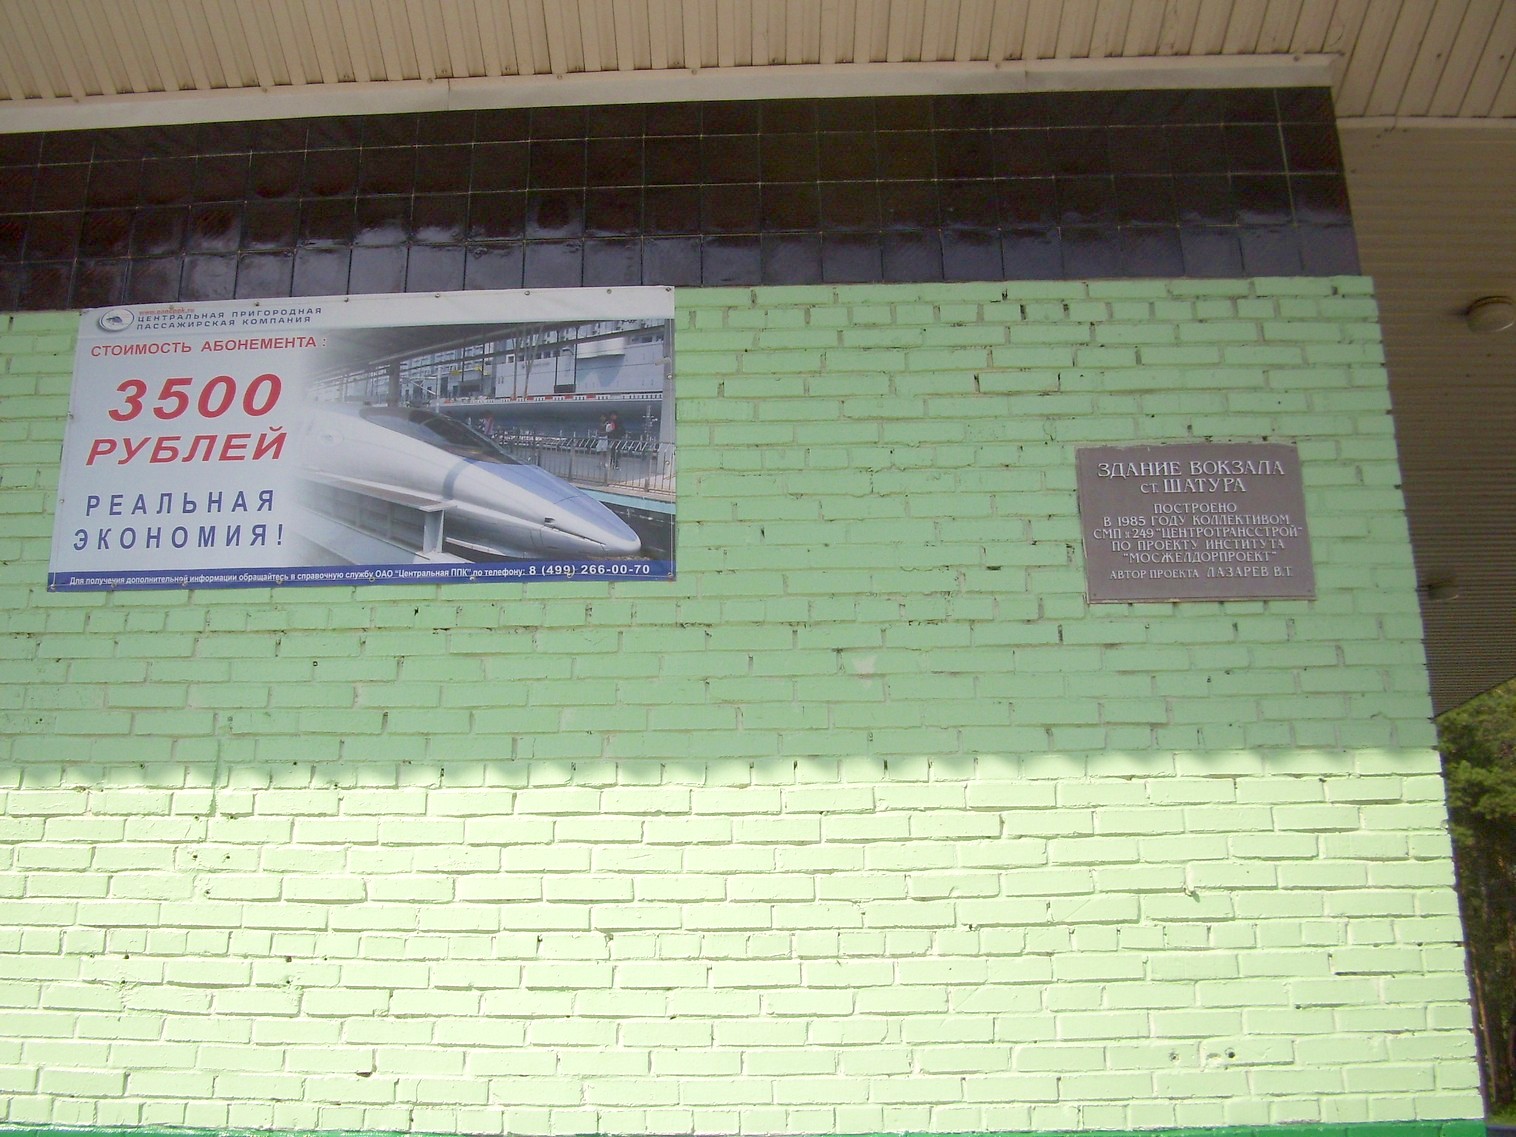 ЦЕНТРАЛЬНАЯ ПРИГОРОДНАЯ
ПАССАЖИРСКАЯ КОМПАНИЯ
СТОИМОСТЬ АБОНЕМЕНТА :
3500
РУБЛЕЙ
РЕАЛЬНАЯ
ЭКОНОМИЯ!
Для получения дополнительной информации обращайтесь в справочную службу ОАО "Центральная ППК" по телефону: 8 (499) 266-00-70
ЗДАНИЕ ВОКЗАЛА
СТ. ШАТУРА
ПОСТРОЕНО
В 1985 ГОДУ КОЛЛЕКТИВОМ
СМП №249 "ЦЕНТРОТРАНССТРОЙ"
ПО ПРОЕКТУ ИНСТИТУТА
"МОСЖЕЛДОРПРОЕКТ"
АВТОР ПРОЕКТА ЛАЗАРЕВ В.Т.